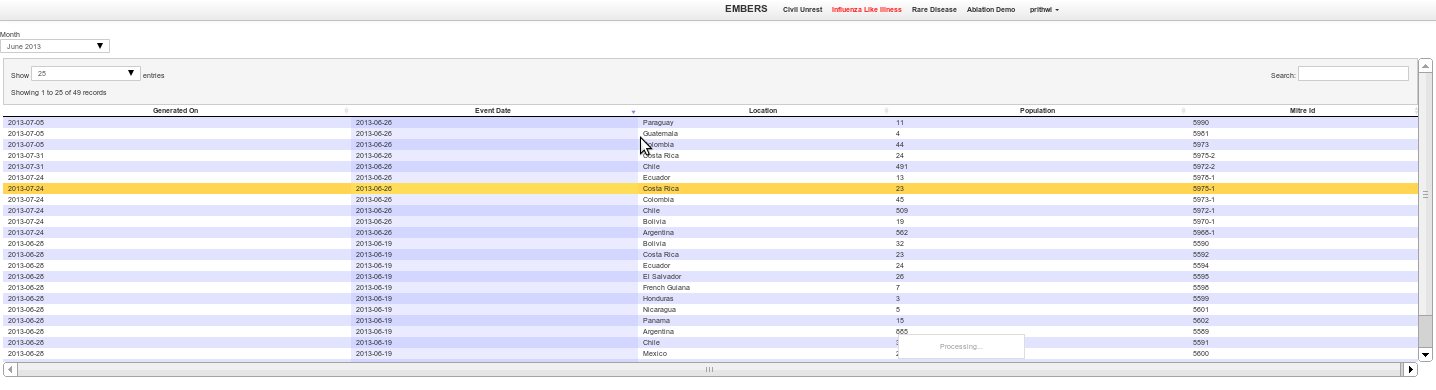 EMBERS Civil Unrest Influenza Like Illness Rare Disease Ablation Demo prithwi
Month
June 2013
Show 25 entries Search:
Showing 1 to 25 of 49 records
Generated On Event Date Location Population Mitre Id
2013-07-05 2013-06-26 Paraguay 11 5990
2013-07-05 2013-06-26 Guatemala 4 5981
2013-07-05 2013-06-26 44 5973
2013-07-31 2013-06-26 Costa Rica 24 5975-2
2013-07-31 2013-06-26 Chile 491 5972-2
2013-07-24 2013-06-26 Ecuador 13 5976-1
2013-07-24 2013-06-26 Costa Rica 23 5975-1
2013-07-24 2013-06-26 Colombia 45 5973-1
2013-07-24 2013-06-26 Chile 509 5972-1
2013-07-24 2013-06-26 Bolivia 19 5970-1
2013-07-24 2013-06-26 Argentina 562 5968-1
2013-06-28 2013-06-19 Bolivia 32 5590
2013-06-28 2013-06-19 Costa Rica 23 5592
2013-06-28 2013-06-19 Ecuador 24 5594
2013-06-28 2013-06-19 El Salvador 26 5595
2013-06-28 2013-06-19 French Guiana 7 5596
2013-06-28 2013-06-19 Honduras 3 5599
2013-06-28 2013-06-19 Nicaragua 5 5601
2013-06-28 2013-06-19 Panama 15 5602
2013-06-28 2013-06-19 Argentina 5589
2013-06-28 2013-06-19 Chile 5591
2013-06-28 2013-06-19 Mexico 5600
Processing...